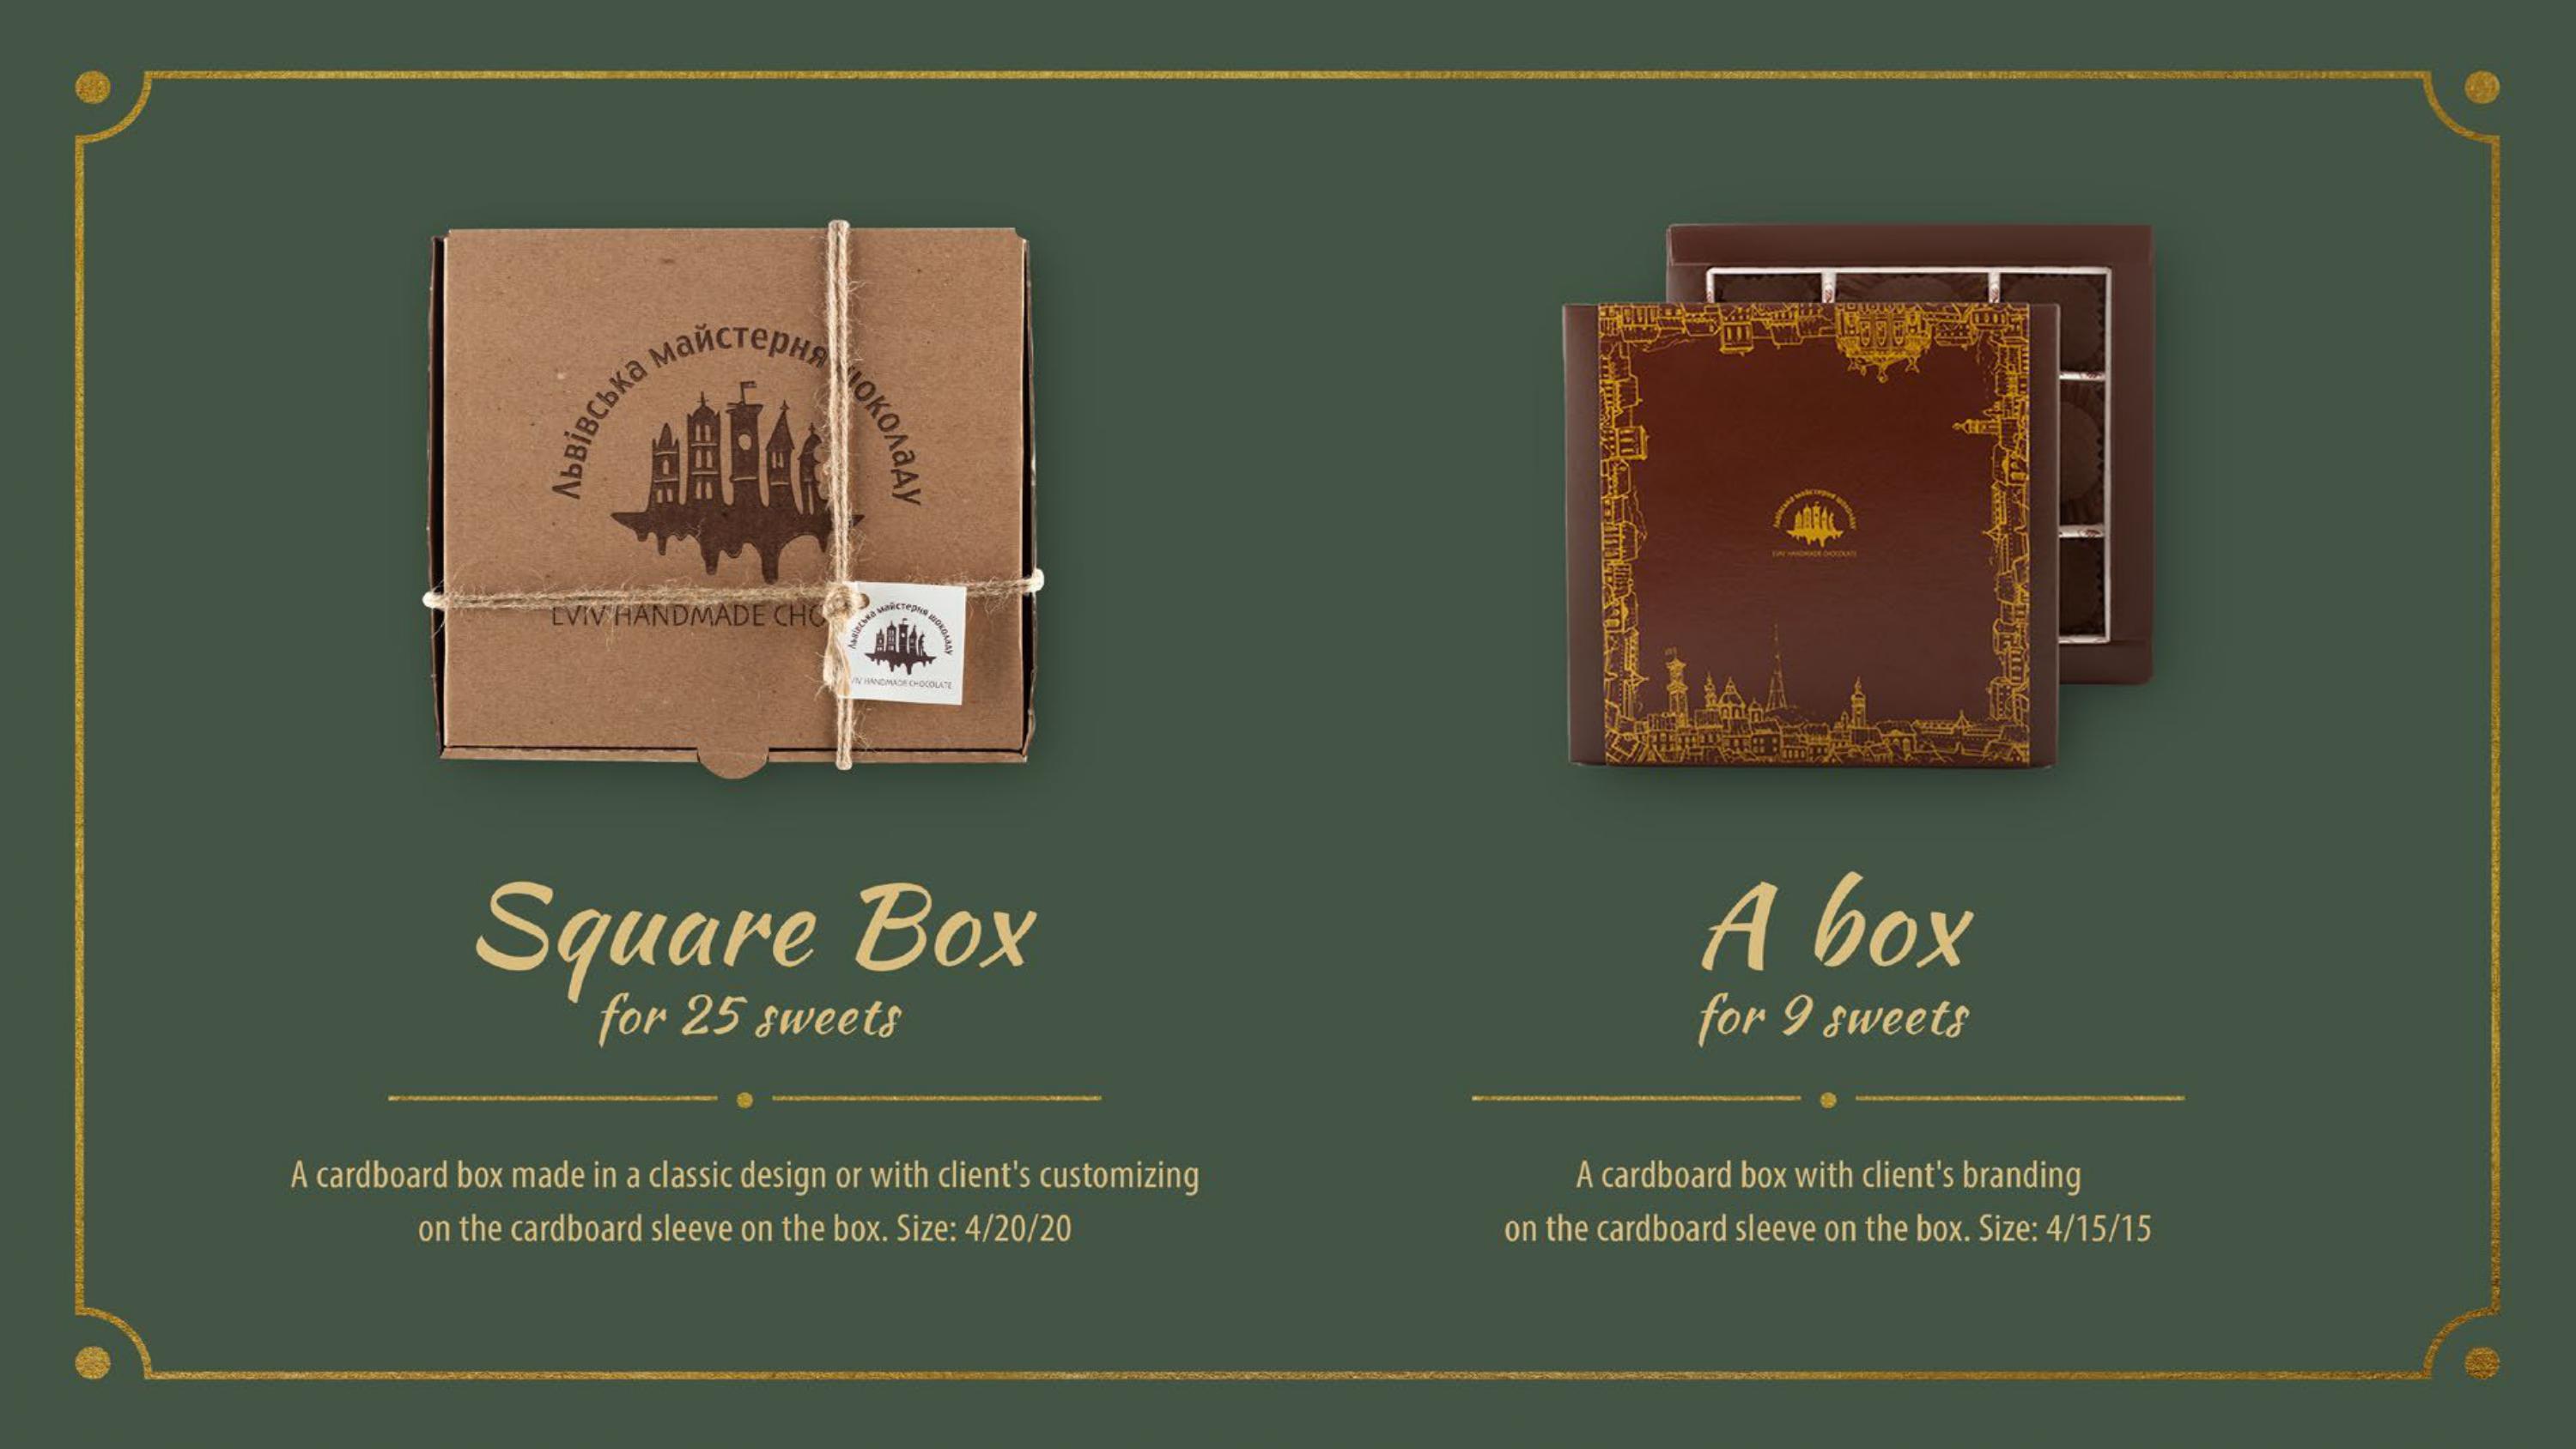 Львівська майстерня шоколаду
LVIV HANDMADE CHO
Львівська майстерня шоколаду
LVIV HANDMADE CHOCOLATE
Львівська майстерня шоколаду
LVIV HANDMADE CHOCOLATE
Square Box
for 25 sweets
A cardboard box made in a classic design or with client's customizing
on the cardboard sleeve on the box. Size: 4/20/20
A box
for 9 sweets
A cardboard box with client's branding
on the cardboard sleeve on the box. Size: 4/15/15